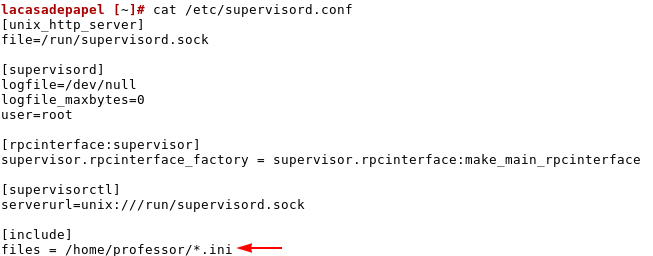 lacasadepapel [~]# cat /etc/supervisord.conf
[unix_http_server]
file=/run/supervisord.sock
[supervisord]
logfile=/dev/null
logfile_maxbytes=0
user=root
[rpcinterface:supervisor]
supervisor.rpcinterface_factory = supervisor.rpcinterface:make_main_rpcinterface
[supervisorctl]
serverurl=unix:///run/supervisord.sock
[include]
files = /home/professor/*.ini